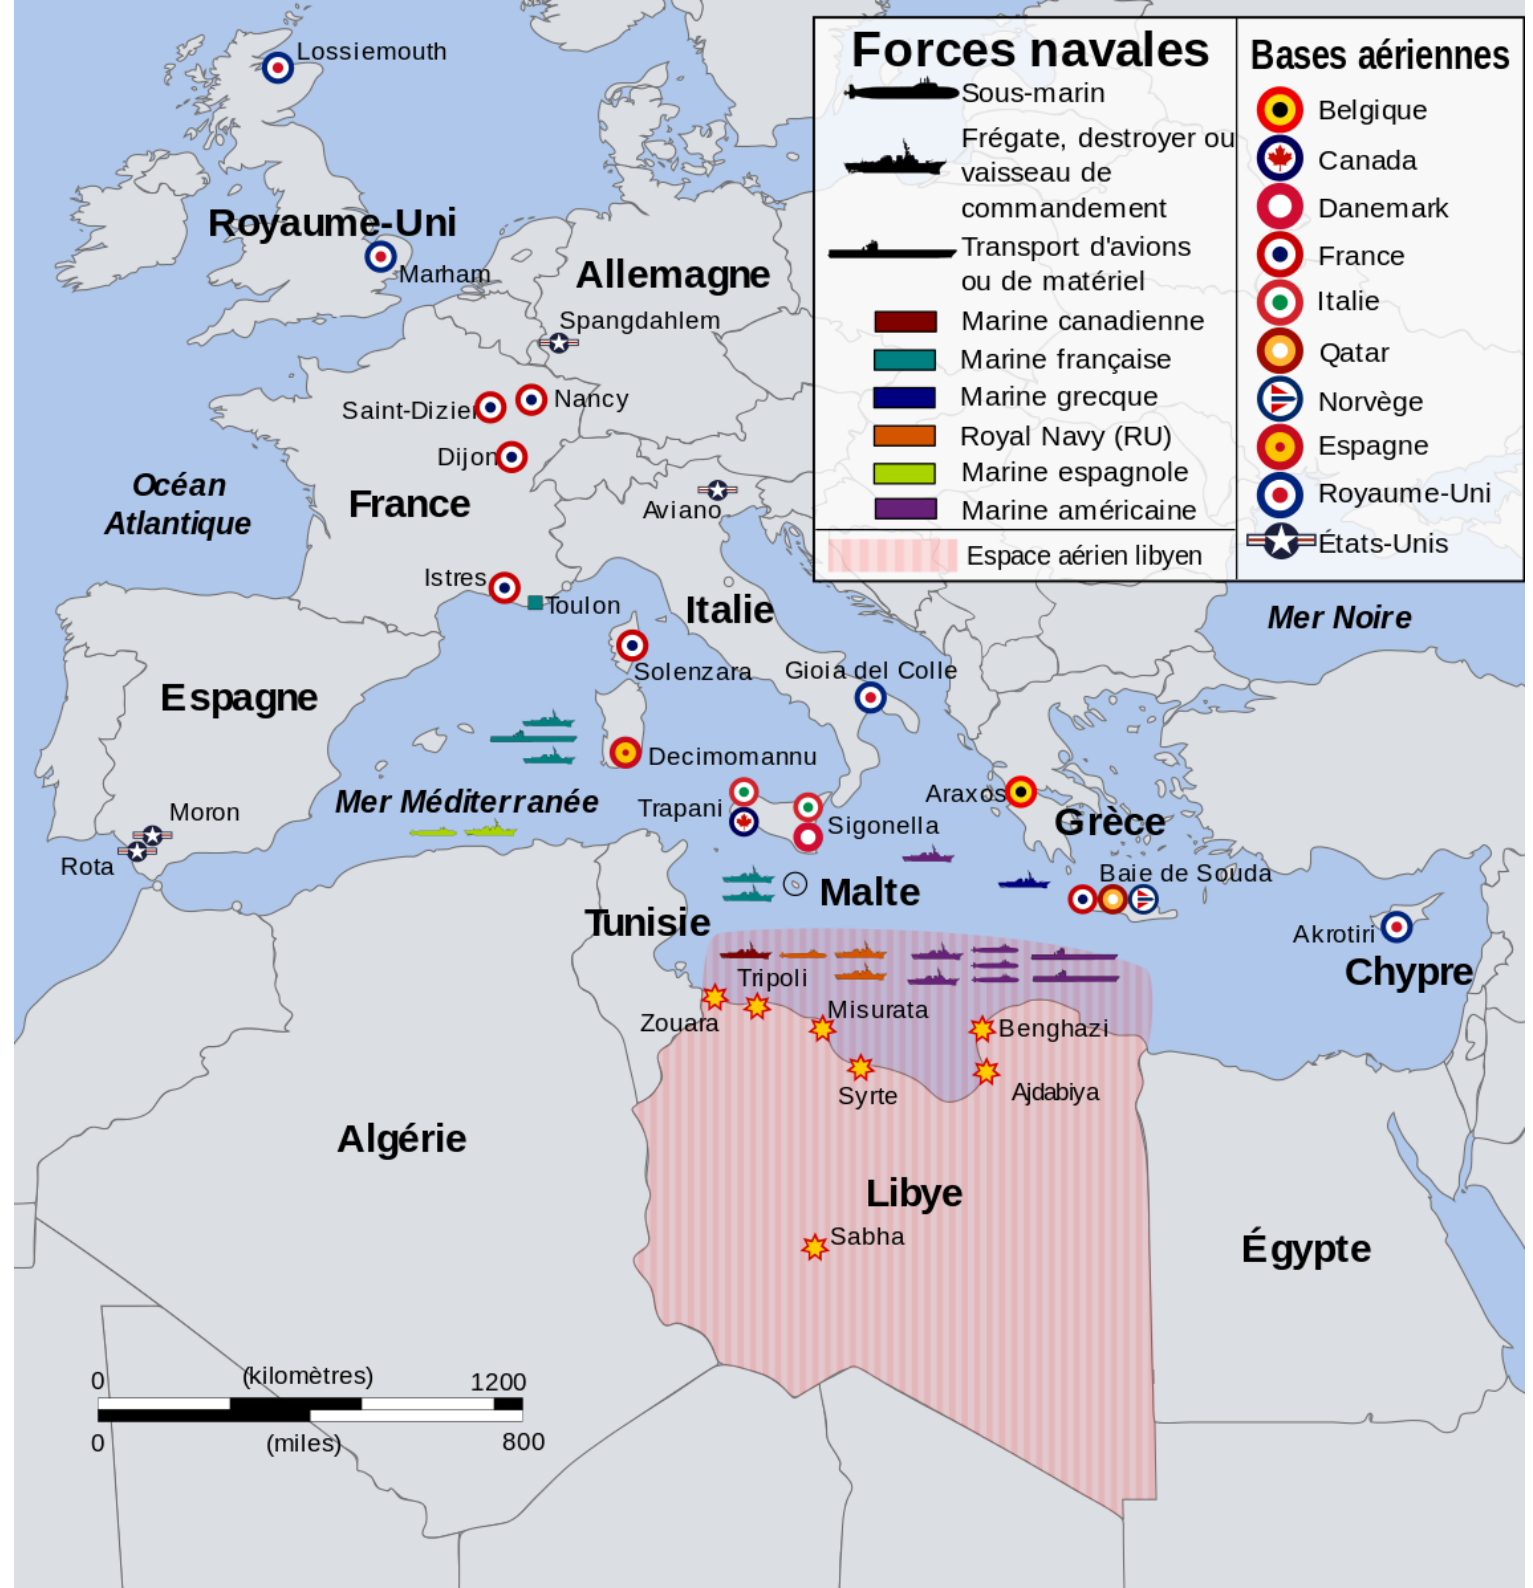 Forces navales
Sous-marin
Frégate, destroyer ou
vaisseau de
commandement
Transport d'avions
ou de matériel
Marine canadienne
Marine française
Marine grecque
Royal Navy (RU)
Marine espagnole
Marine américaine
Espace aérien libyen
Bases aériennes
Belgique
Canada
Danemark
France
Italie
Qatar
Norvège
Espagne
Royaume-Uni
États-Unis
Lossiemouth
Royaume-Uni
Marham
Allemagne
Spangdahlem
Saint-Dizier
Nancy
Dijon
Océan
Atlantique
France
Aviano
Istres
Toulon
Italie
Mer Noire
Solenzara
Gioia del Colle
Espagne
Decimomannu
Mer Méditerranée
Trapani
Araxos
Moron
Sigonella
Grèce
Rota
Baie de Souda
Malte
Tunisie
Akrotiri
Chypre
Tripoli
Misurata
Zouara
Benghazi
Syrte
Ajdabiya
Algérie
Libye
Sabha
Égypte
0
(kilomètres)
1200
0
(miles)
800